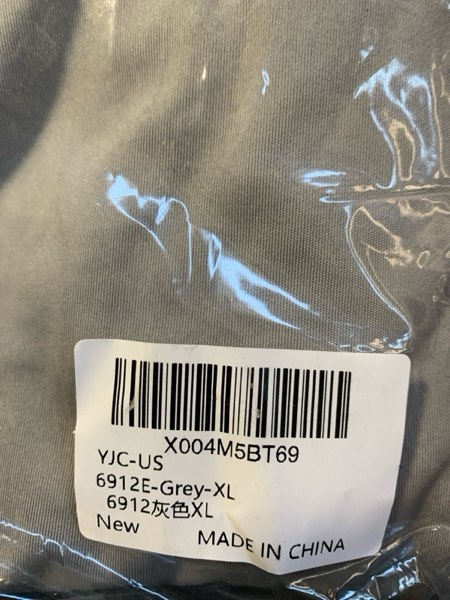 X004M5BT69
YJC-US
6912E-Grey-XL
6912灰色XL
New
MADE IN CHINA